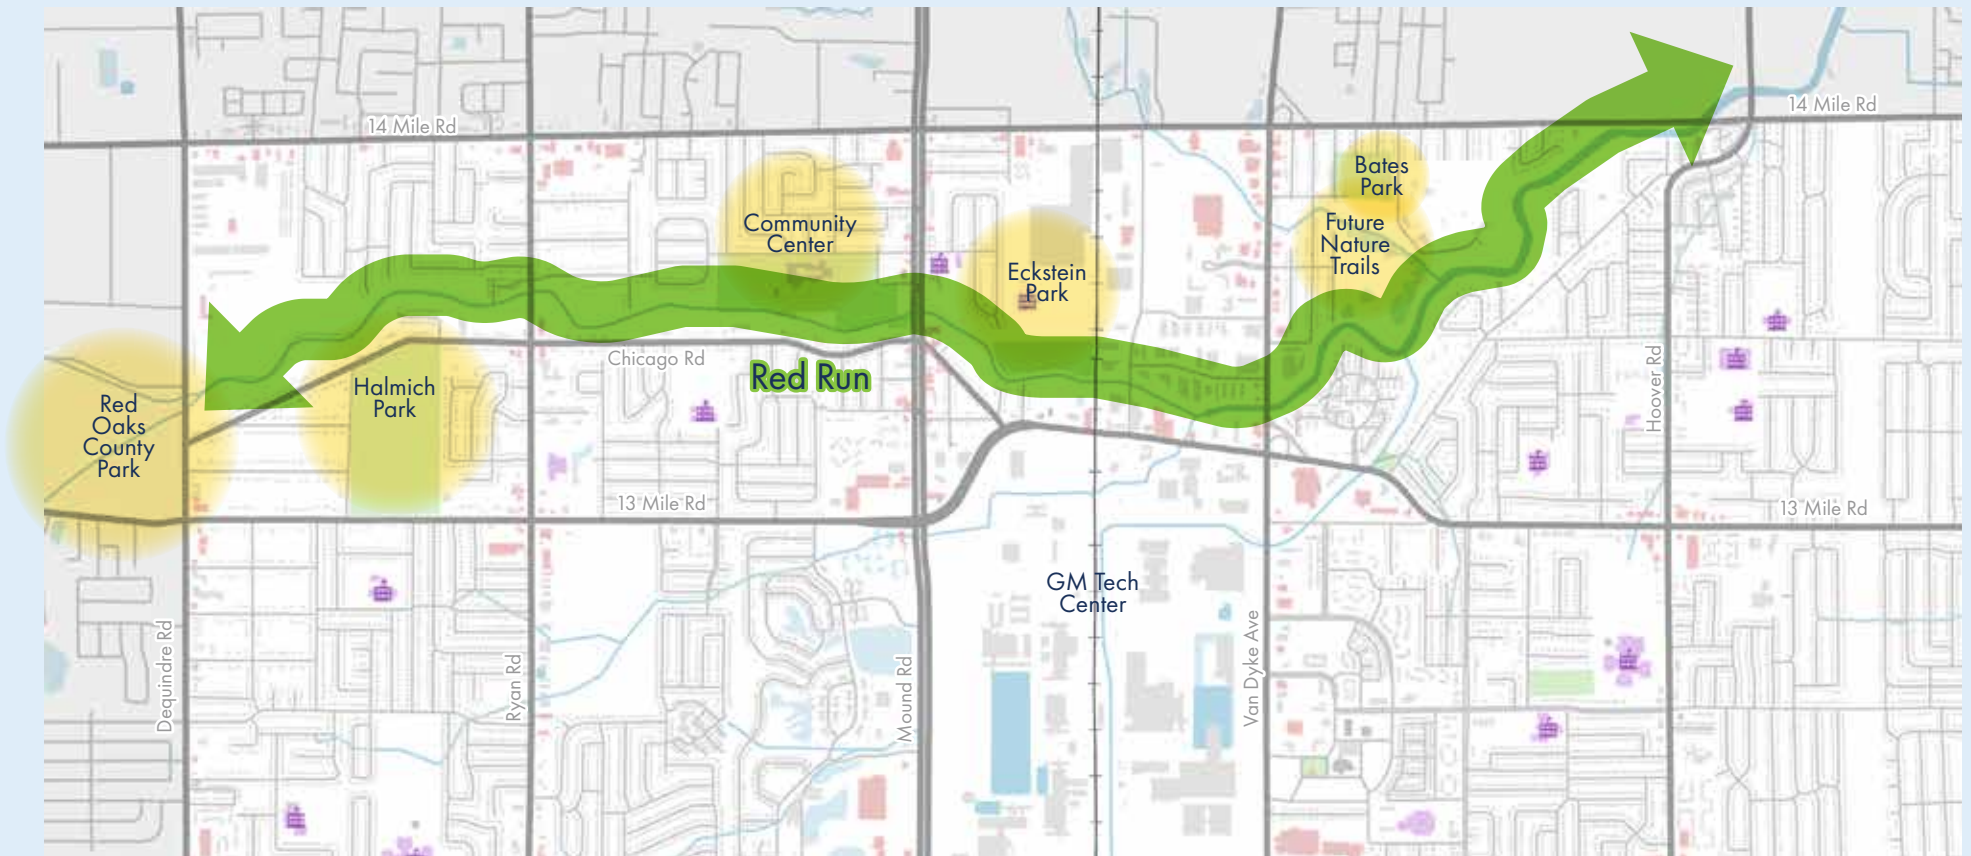 14 Mile Rd
14 Mile Rd
Bates
Park
Community
Center
Future
Nature
Trails
Eckstein
Park
Chicago Rd
Red Run
Halmich
Park
Red
Oaks
County
Park
Hoover Rd
13 Mile Rd
13 Mile Rd
GM Tech
Center
Dequindre Rd
Ryan Rd
Mound Rd
Van Dyke Ave